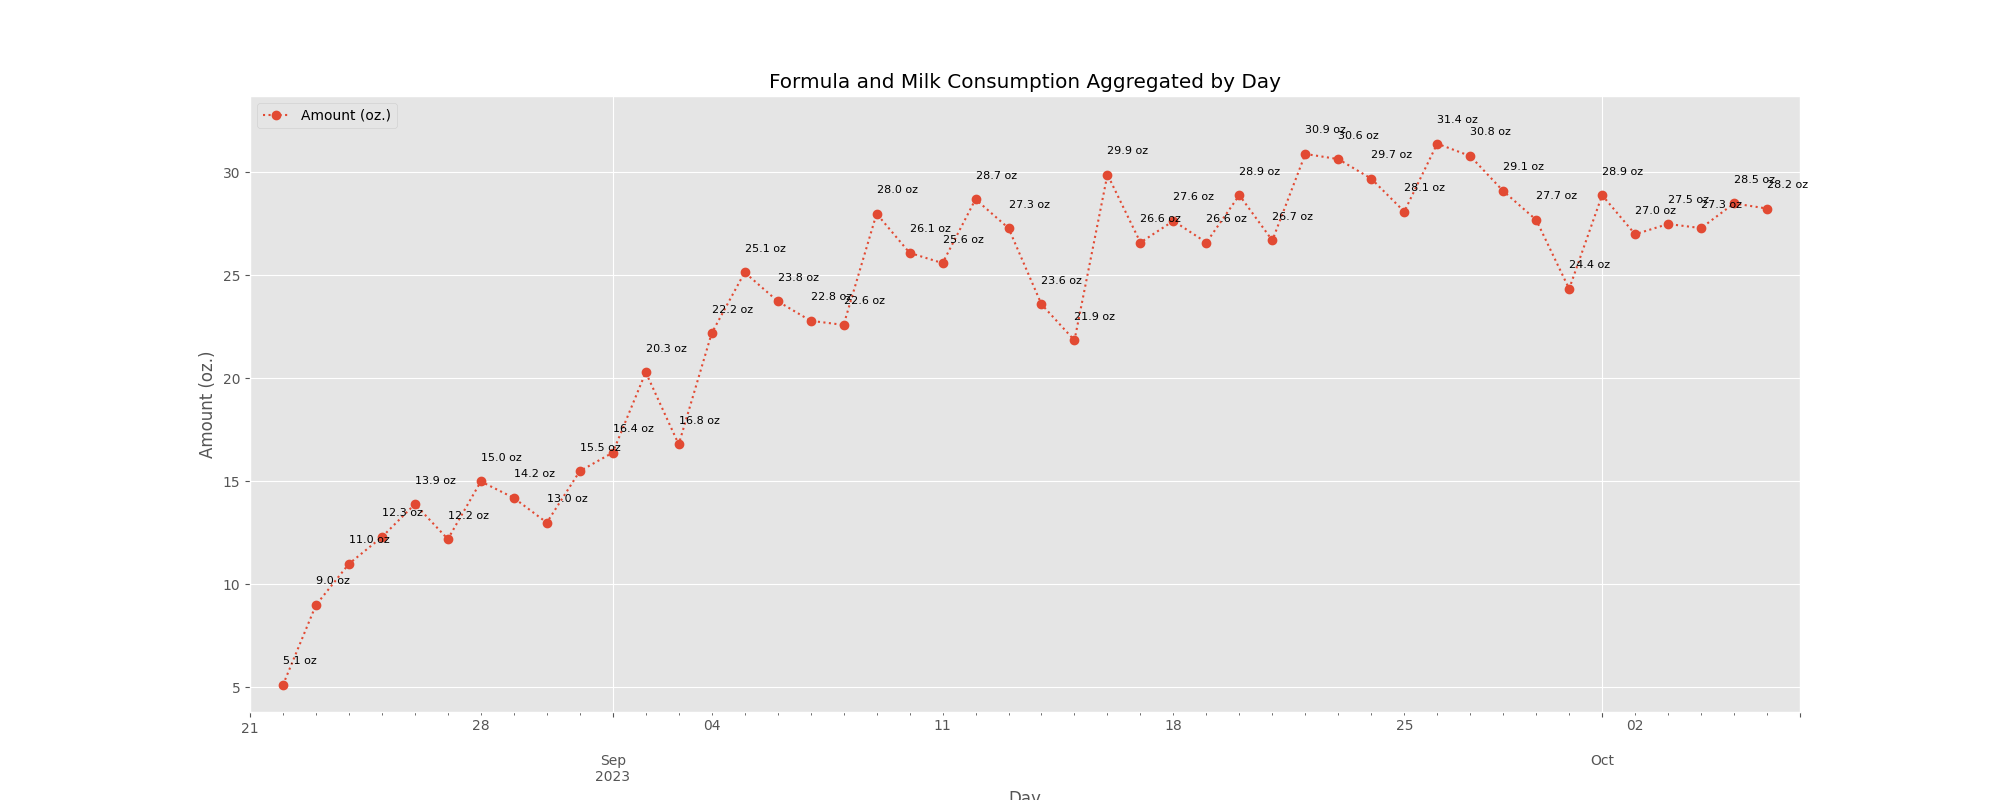 Formula and Milk Consumption Aggregated by Day
Amount (oz.)
Amount (oz.)
30
25
20
15
10
5
5.1 oz
9.0 oz
11.0 oz
12.3 oz
13.9 oz
12.2 oz
15.0 oz
14.2 oz
13.0 oz
15.5 oz
16.4 oz
20.3 oz
16.8 oz
22.2 oz
25.1 oz
23.8 oz
22.8 oz
22.6 oz
28.0 oz
26.1 oz
25.6 oz
28.7 oz
27.3 oz
23.6 oz
21.9 oz
29.9 oz
26.6 oz
27.6 oz
26.6 oz
28.9 oz
26.7 oz
30.9 oz
30.6 oz
29.7 oz
28.1 oz
31.4 oz
30.8 oz
29.1 oz
27.7 oz
24.4 oz
28.9 oz
27.0 oz
27.5 oz
27.3 oz
28.5 oz
28.2 oz
21 28 04 11 18 25 02
Sep Oct
2023
Day